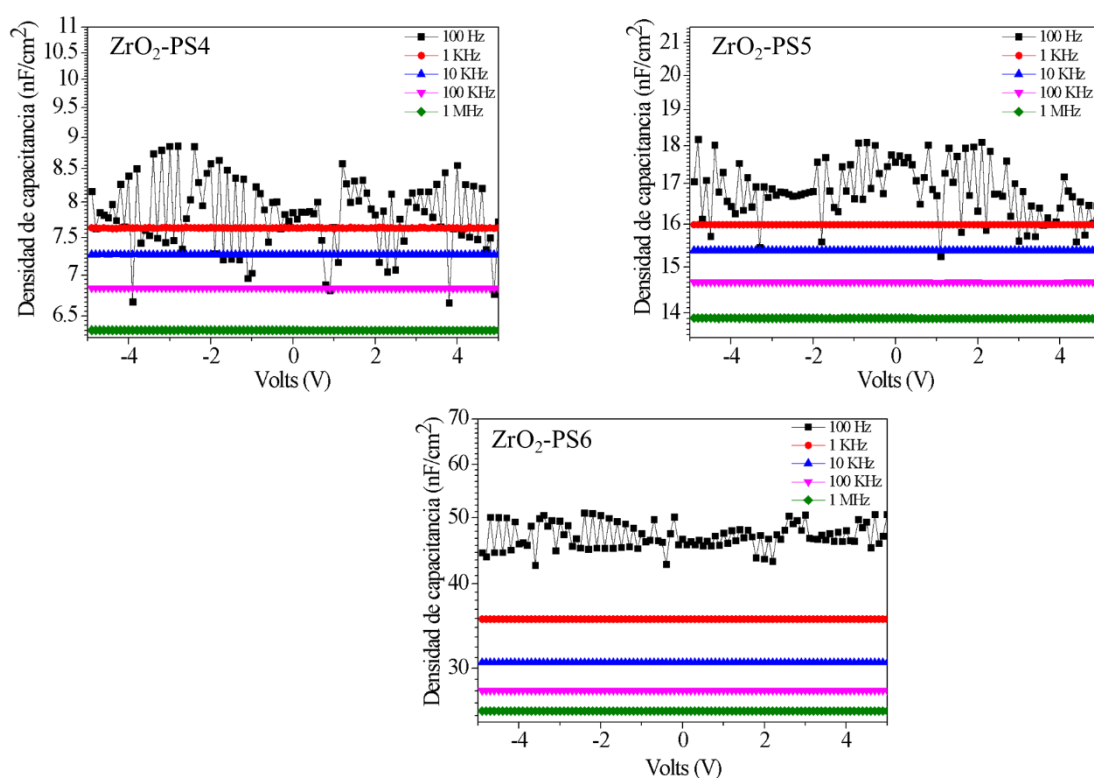 ZrO₂-PS4
100 Hz
1 KHz
10 KHz
100 KHz
1 MHz
Densidad de capacitancia (nF/cm²)
11
10.5
10
9.5
9
8.5
8
7.5
7
6.5
-4 -2 0 2 4
Volts (V)
ZrO₂-PS5
100 Hz
1 KHz
10 KHz
100 KHz
1 MHz
Densidad de capacitancia (nF/cm²)
21
20
19
18
17
16
15
14
-4 -2 0 2 4
Volts (V)
ZrO₂-PS6
100 Hz
1 KHz
10 KHz
100 KHz
1 MHz
Densidad de capacitancia (nF/cm²)
70
60
50
40
30
-4 -2 0 2 4
Volts (V)